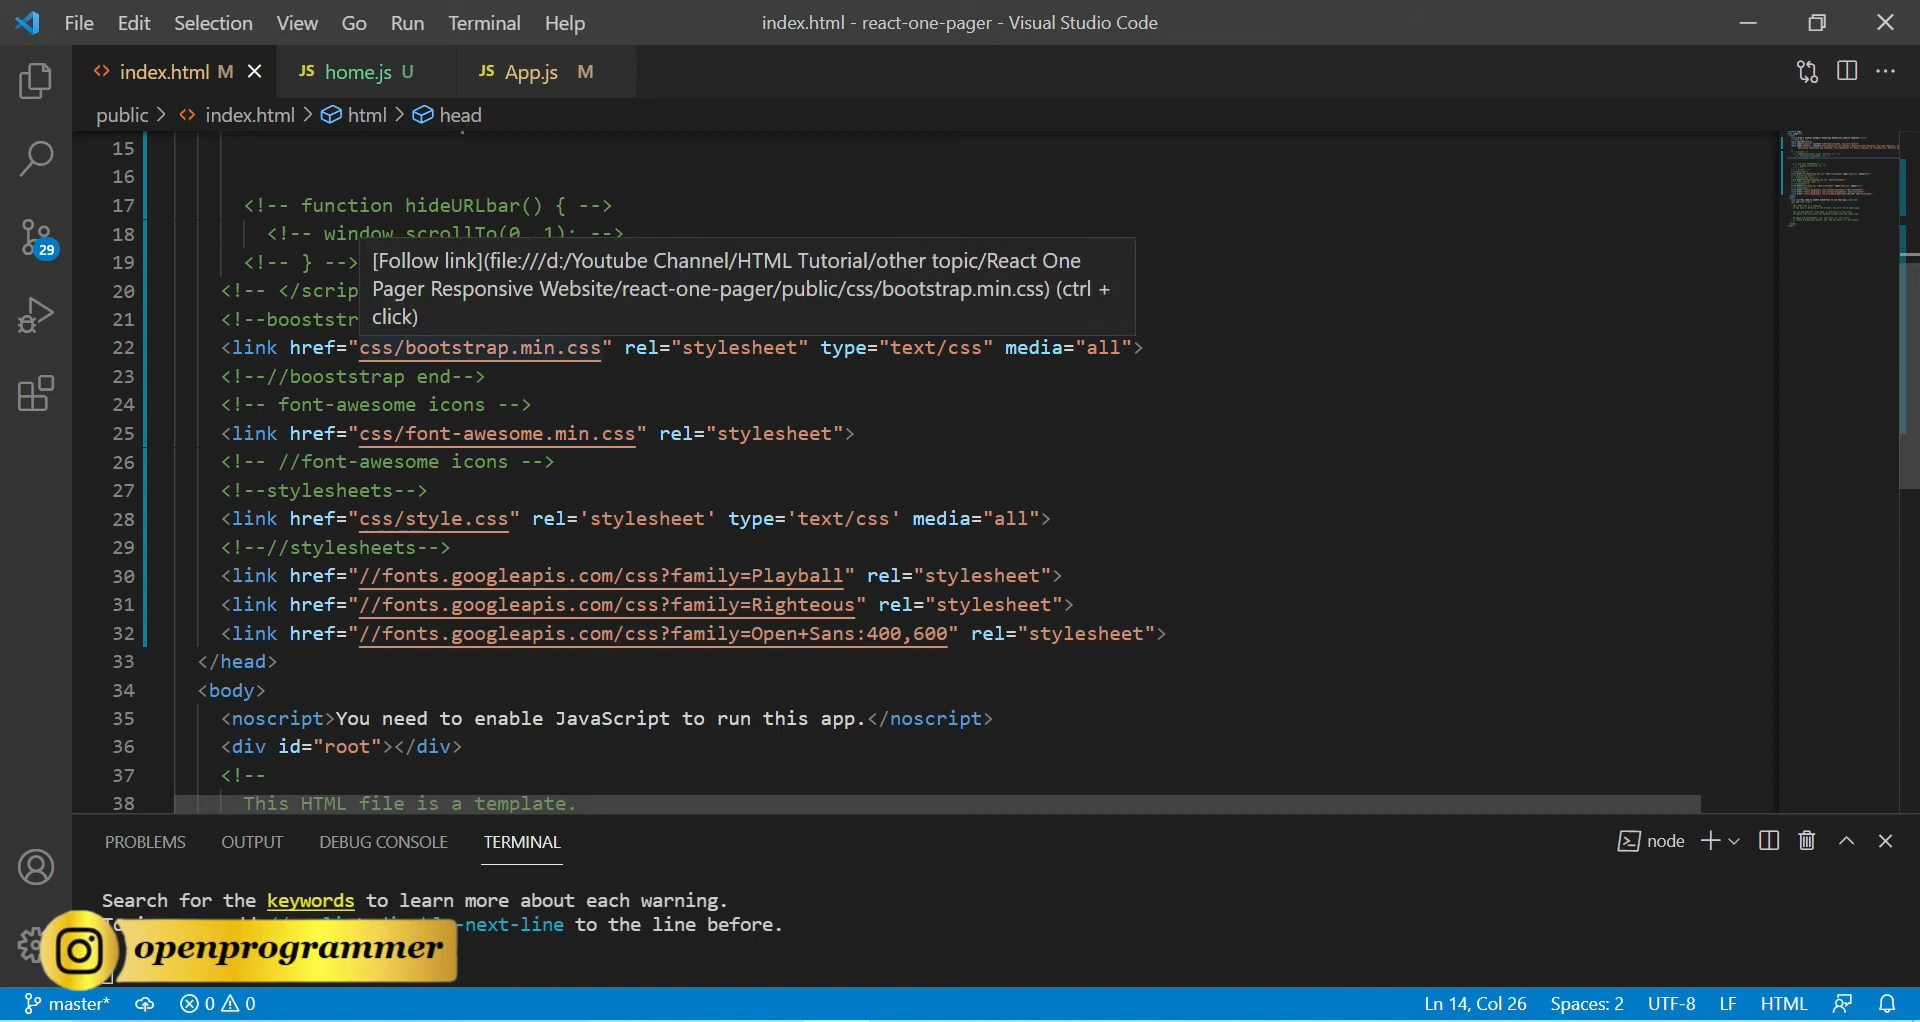 File Edit Selection View Go Run Terminal Help index.html - react-one-pager - Visual Studio Code
index.html M JS home.js U JS App.js M
public > index.html > html > head
15
16
17 <!-- function hideURLbar() { -->
18 <!-- window.scrollTo(0, 1); -->
19 <!-- } -->
20 <!-- </scrip
21 <!--booststr
[Follow link](file:///d:/Youtube Channel/HTML Tutorial/other topic/React One
Pager Responsive Website/react-one-pager/public/css/bootstrap.min.css) (ctrl +
click)
22 <link href="css/bootstrap.min.css" rel="stylesheet" type="text/css" media="all">
23 <!--//booststrap end-->
24 <!-- font-awesome icons -->
25 <link href="css/font-awesome.min.css" rel="stylesheet">
26 <!-- //font-awesome icons -->
27 <!--stylesheets-->
28 <link href="css/style.css" rel='stylesheet' type='text/css' media="all">
29 <!--//stylesheets-->
30 <link href="//fonts.googleapis.com/css?family=Playball" rel="stylesheet">
31 <link href="//fonts.googleapis.com/css?family=Righteous" rel="stylesheet">
32 <link href="//fonts.googleapis.com/css?family=Open+Sans:400,600" rel="stylesheet">
33 </head>
34 <body>
35 <noscript>You need to enable JavaScript to run this app.</noscript>
36 <div id="root"></div>
37 <!--
38 This HTML file is a template.
29
PROBLEMS OUTPUT DEBUG CONSOLE TERMINAL node
Search for the keywords to learn more about each warning.
-next-line to the line before.
openprogrammer
master* 0 0 Ln 14, Col 26 Spaces: 2 UTF-8 LF HTML